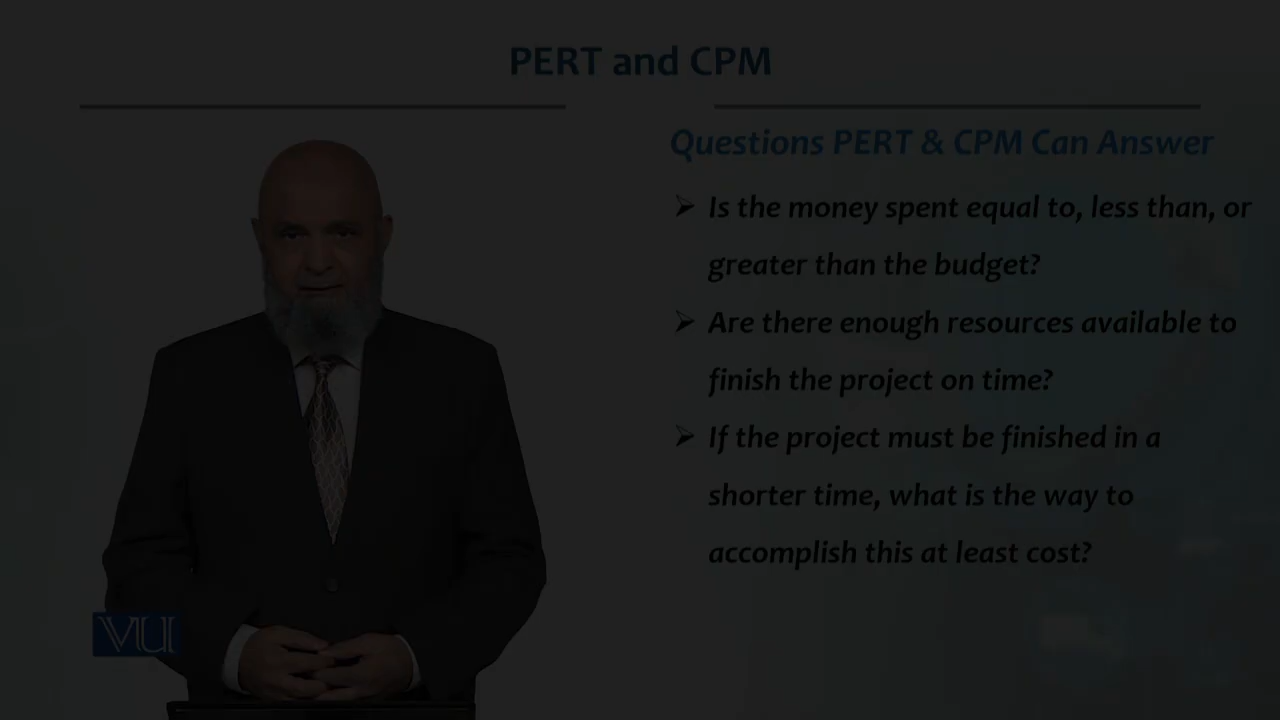 PERT and CPM
Questions PERT & CPM Can Answer
Is the money spent equal to, less than, or
greater than the budget?
Are there enough resources available to
finish the project on time?
If the project must be finished in a
shorter time, what is the way to
accomplish this at least cost?
VU